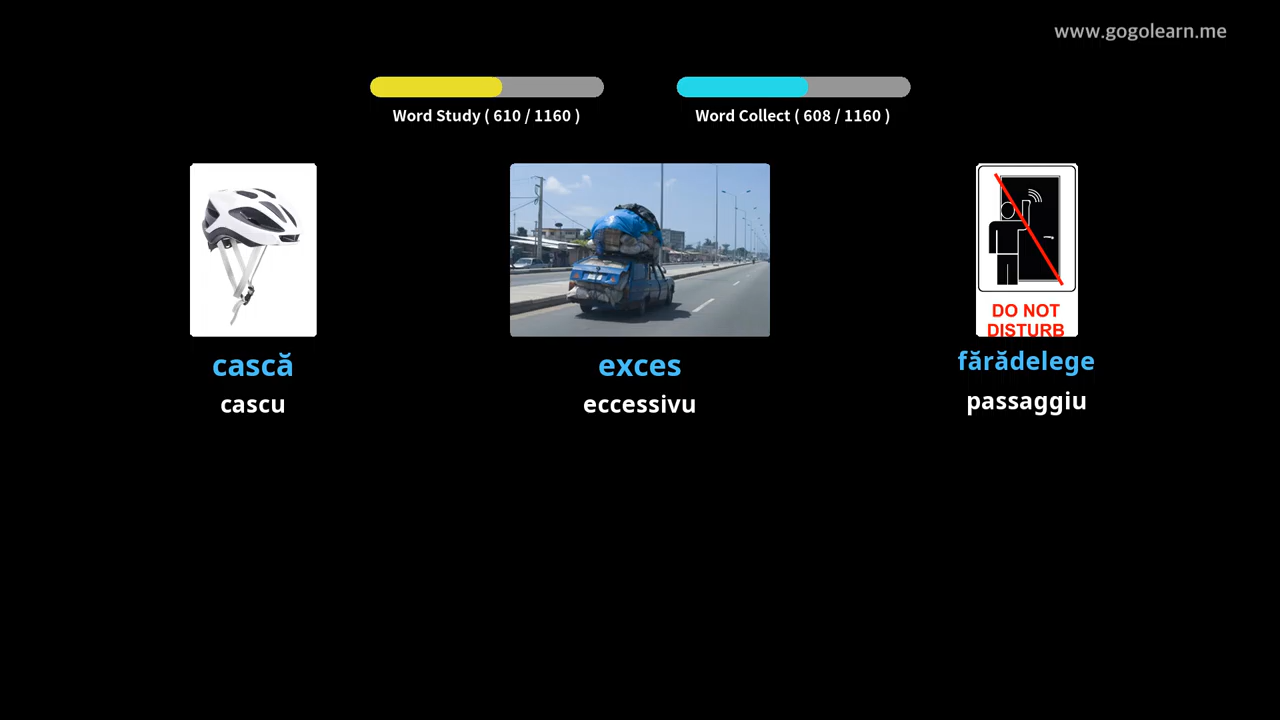 www.gogolearn.me
Word Study ( 610 / 1160 )
Word Collect ( 608 / 1160 )
DO NOT
DISTURB
cască
exces
fărădelege
cascu
eccessivu
passaggiu